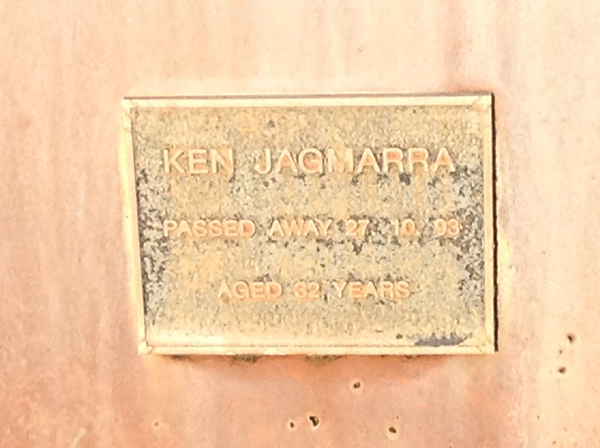 KEN JAGMARRA
PASSED AWAY 27. 10. 93
AGED 32 YEARS